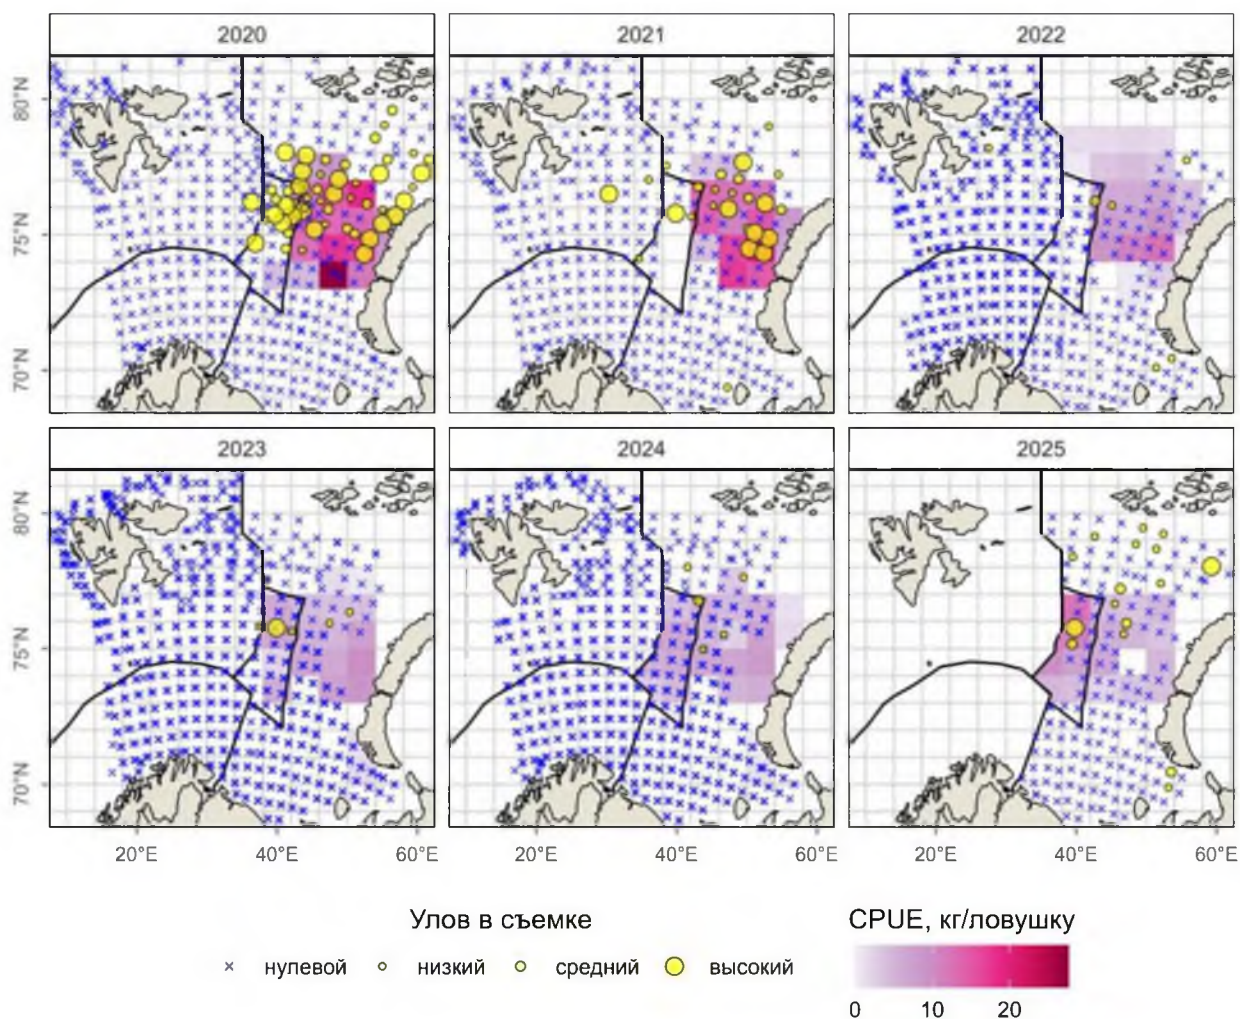 2020
2021
2022
80°N
75°N
70°N
2023
2024
2025
80°N
75°N
70°N
20°E 40°E 60°E 20°E 40°E 60°E 20°E 40°E 60°E
Улов в съемке
нулевой низкий средний высокий
CPUE, кг/ловушку
0 10 20